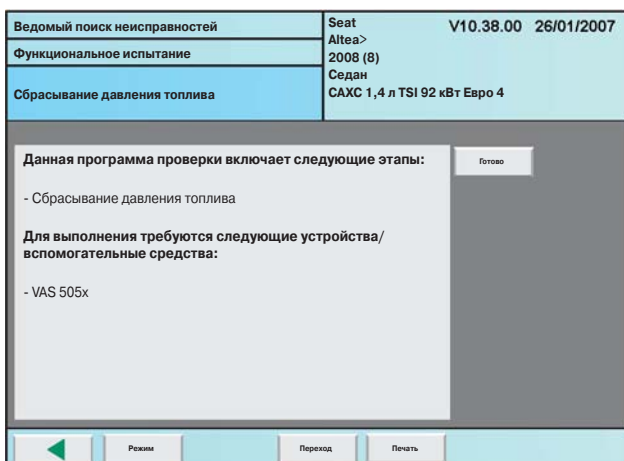 Ведомый поиск неисправностей
Функциональное испытание
Сбрасывание давления топлива
Seat V10.38.00 26/01/2007
Altea>
2008 (8)
Седан
CAXC 1,4 л TSI 92 кВт Евро 4
Данная программа проверки включает следующие этапы:
- Сбрасывание давления топлива
Для выполнения требуются следующие устройства/
вспомогательные средства:
- VAS 505x
Готово
Режим
Переход
Печать